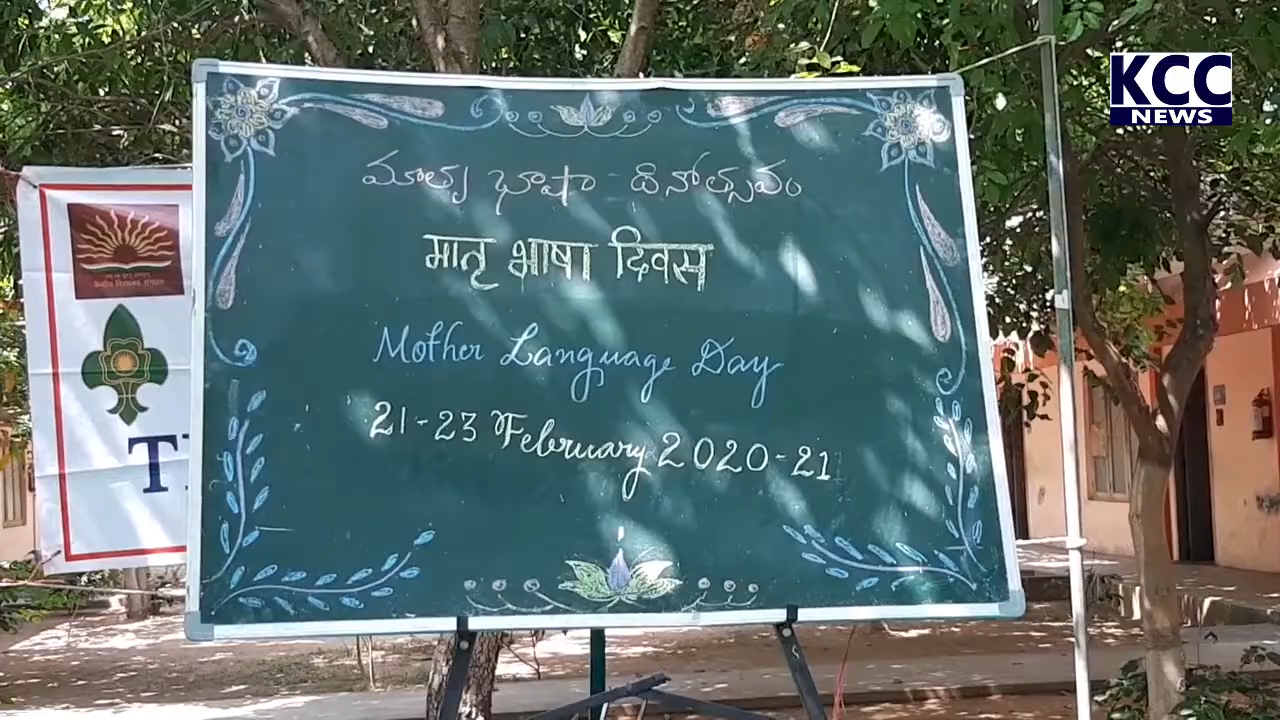 KCC
NEWS
మాతృ భాషా దినోత్సవం
मातृ भाषा दिवस
Mother Language Day
21-23 February 2020-21